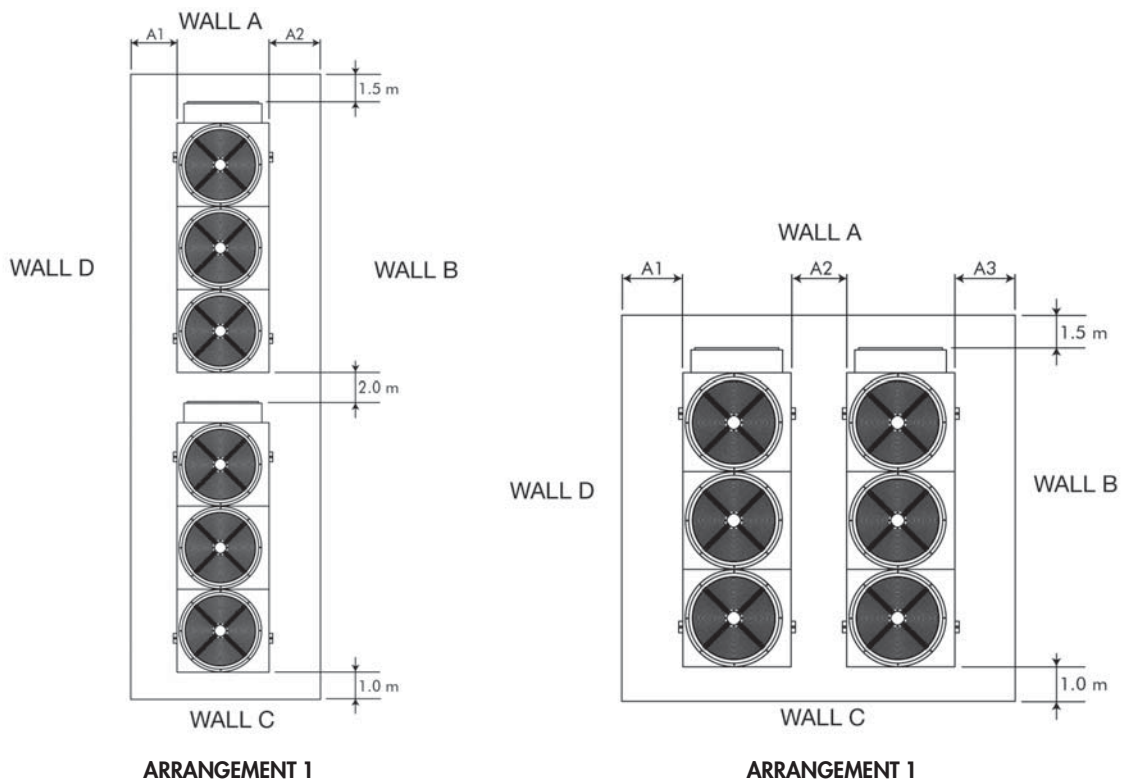 WALL A
A1
A2
1.5 m
WALL D
WALL B
2.0 m
1.0 m
WALL C
ARRANGEMENT 1
WALL A
A1
A2
A3
1.5 m
WALL D
WALL B
1.0 m
WALL C
ARRANGEMENT 1